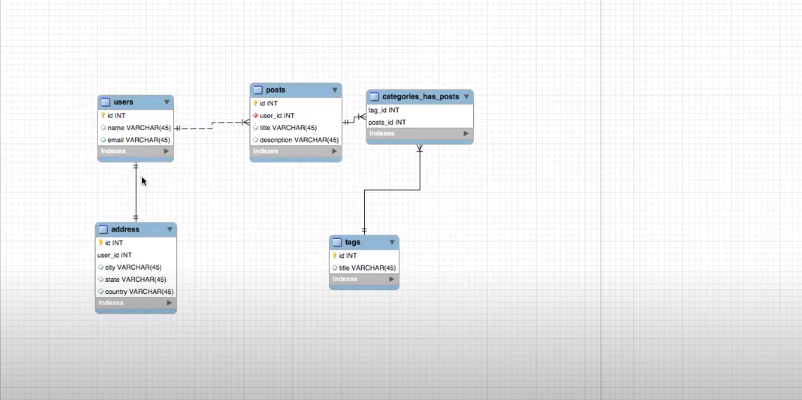 users
id INT
name VARCHAR(45)
email VARCHAR(45)
Indexes
posts
id INT
user_id INT
title VARCHAR(45)
description VARCHAR(45)
Indexes
categories_has_posts
tag_id INT
posts_id INT
Indexes
address
id INT
user_id INT
city VARCHAR(45)
state VARCHAR(45)
country VARCHAR(45)
Indexes
tags
id INT
title VARCHAR(45)
Indexes